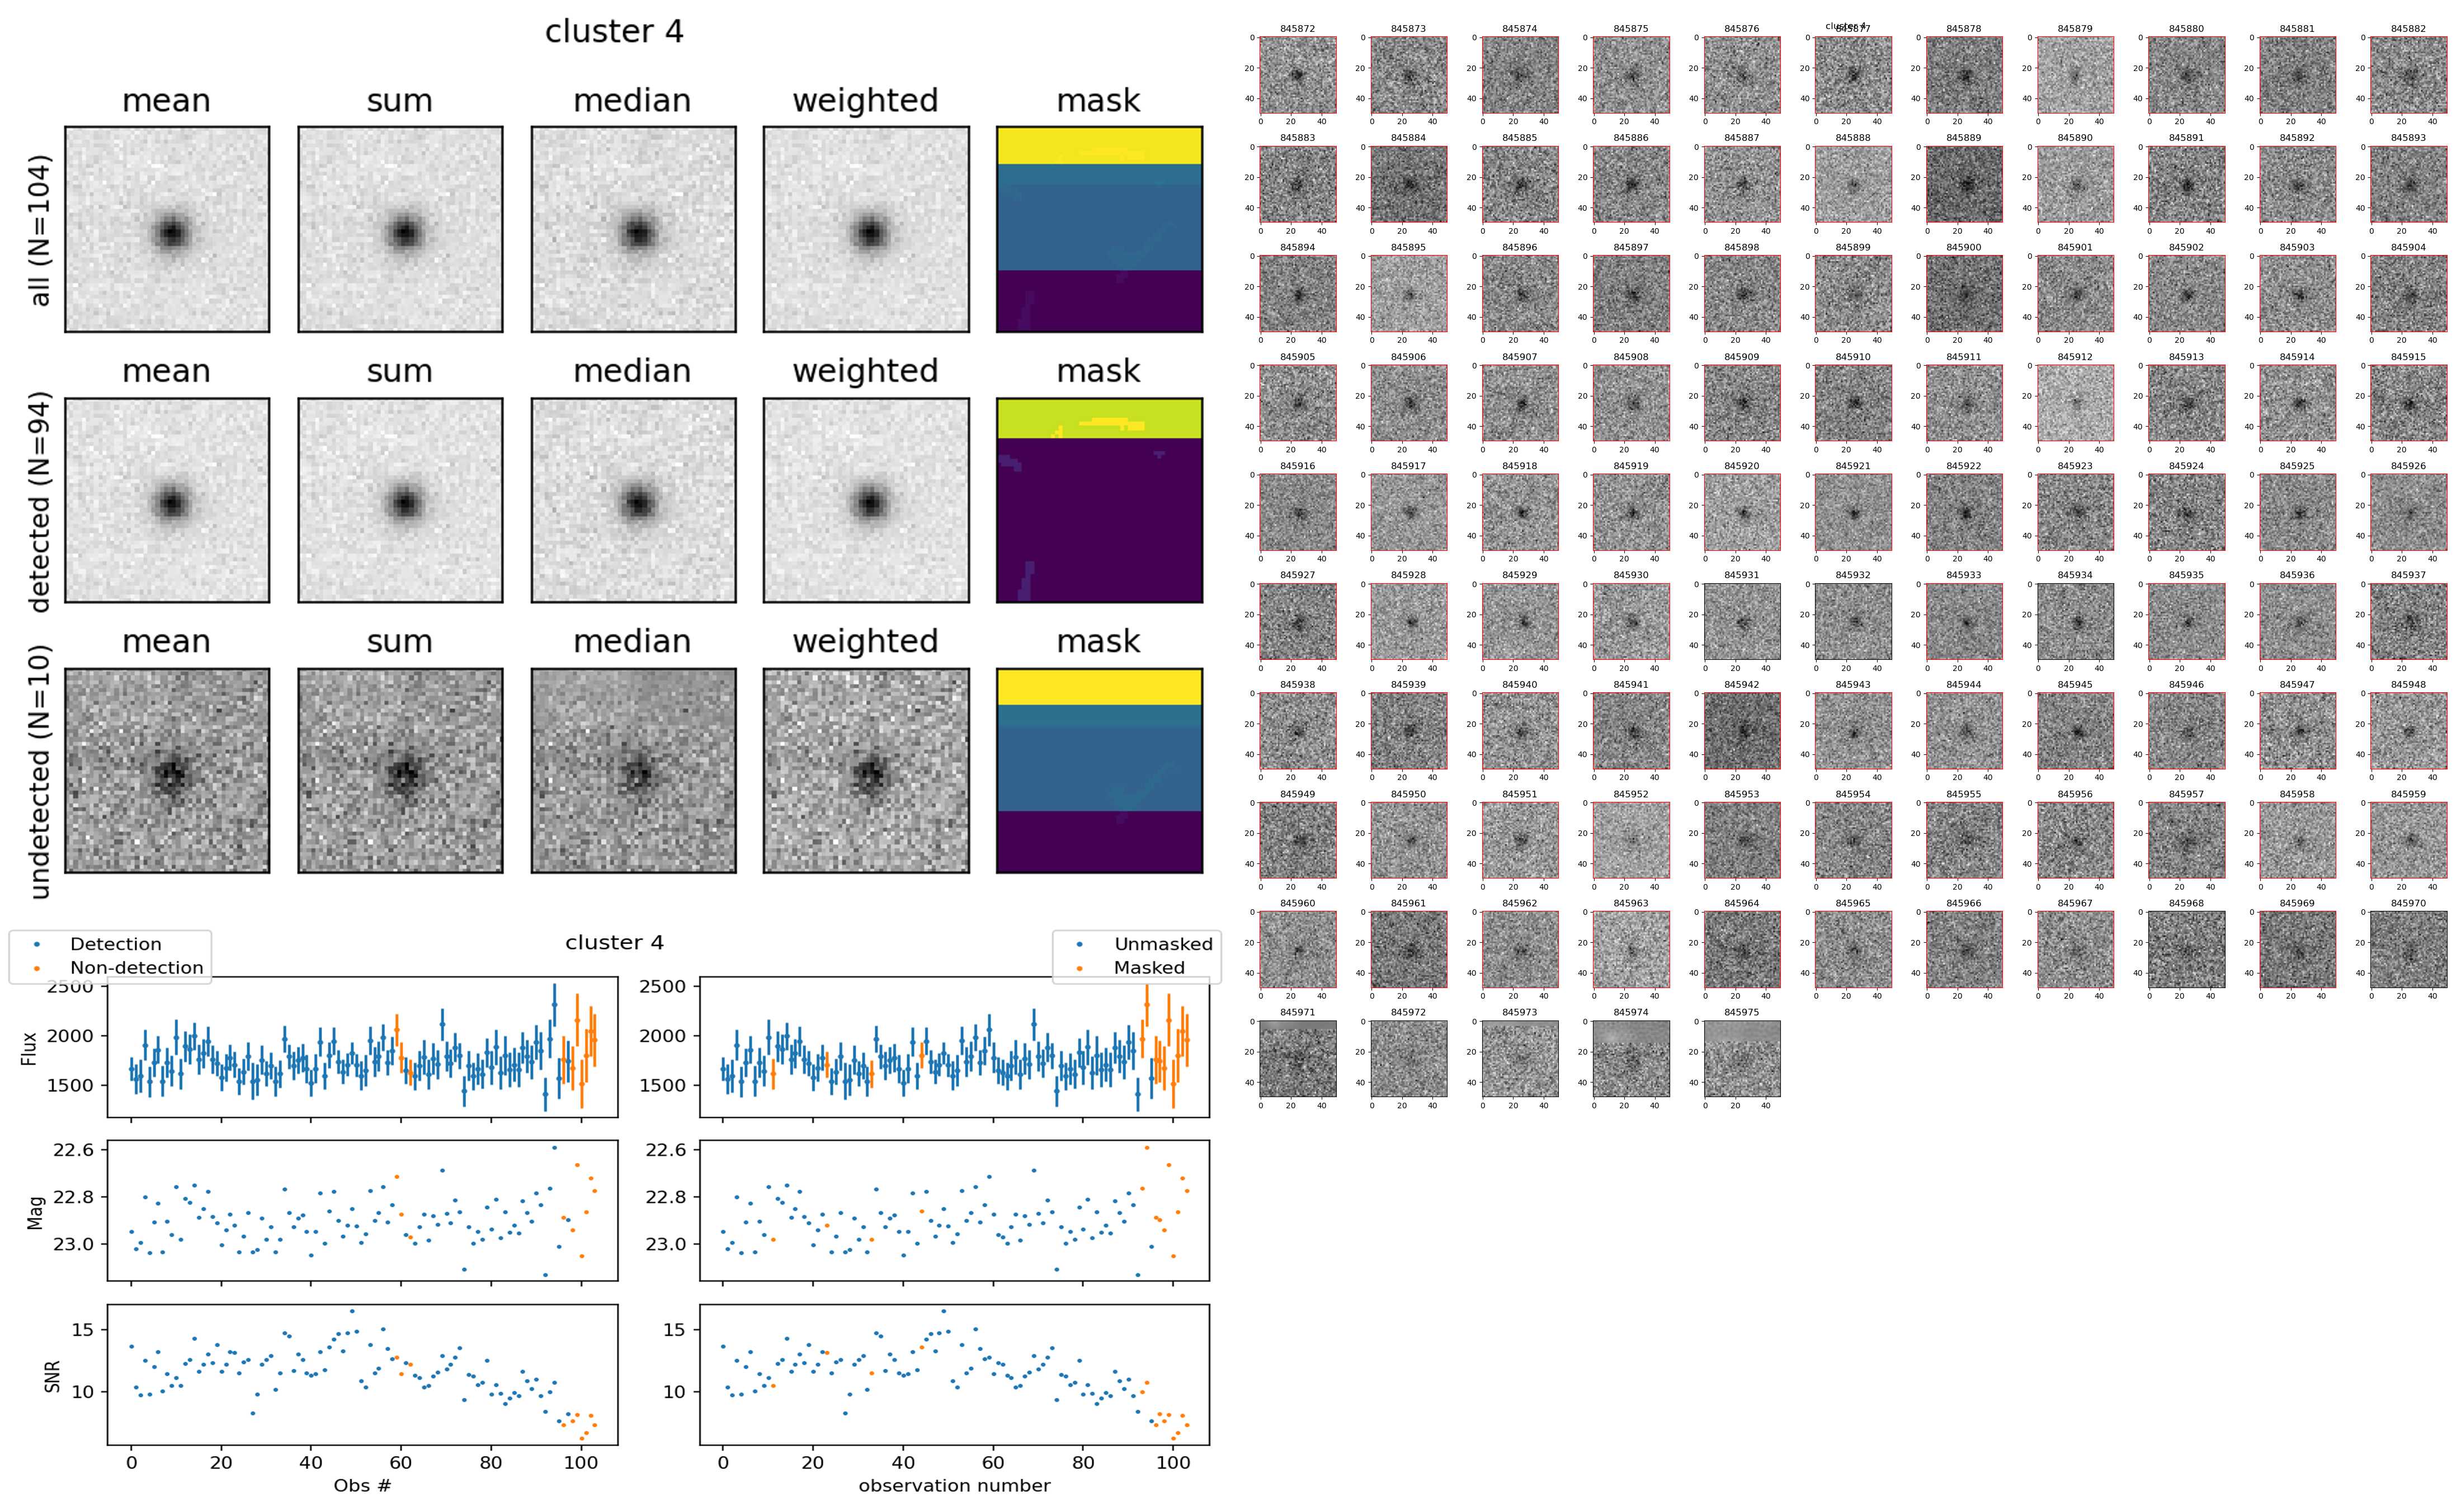 cluster 4
mean sum median weighted mask
all (N=104)
mean sum median weighted mask
detected (N=94)
mean sum median weighted mask
undetected (N=10)
Detection
Non-detection
cluster 4
Unmasked
Masked
Flux
2500
2000
1500
2500
2000
1500
Mag
22.6
22.8
23.0
22.6
22.8
23.0
SNR
15
10
15
10
0 20 40 60 80 100
Obs #
0 20 40 60 80 100
observation number
cluster 4
845872 845873 845874 845875 845876 845877 845878 845879 845880 845881 845882
845883 845884 845885 845886 845887 845888 845889 845890 845891 845892 845893
845894 845895 845896 845897 845898 845899 845900 845901 845902 845903 845904
845905 845906 845907 845908 845909 845910 845911 845912 845913 845914 845915
845916 845917 845918 845919 845920 845921 845922 845923 845924 845925 845926
845927 845928 845929 845930 845931 845932 845933 845934 845935 845936 845937
845938 845939 845940 845941 845942 845943 845944 845945 845946 845947 845948
845949 845950 845951 845952 845953 845954 845955 845956 845957 845958 845959
845960 845961 845962 845963 845964 845965 845966 845967 845968 845969 845970
845971 845972 845973 845974 845975